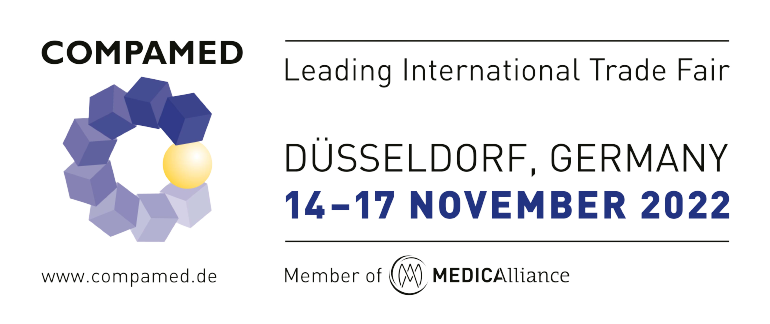 COMPAMED
Leading International Trade Fair
DÜSSELDORF, GERMANY
14–17 NOVEMBER 2022
www.compamed.de
Member of MEDICAlliance